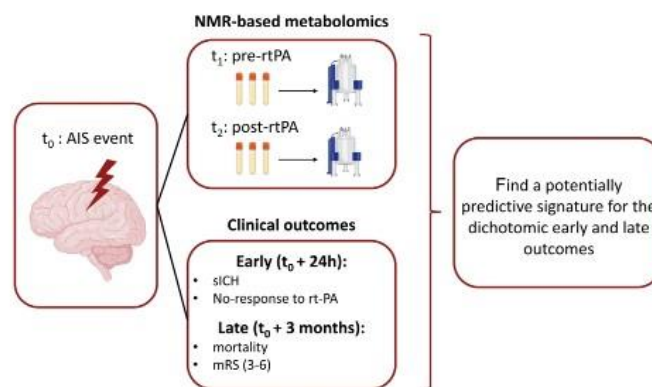 NMR-based metabolomics
t₁: pre-rtPA
t₂: post-rtPA
t₀ : AIS event
Clinical outcomes
Early (t₀ + 24h):
• sICH
• No-response to rt-PA
Late (t₀ + 3 months):
• mortality
• mRS (3-6)
Find a potentially
predictive signature for the
dichotomic early and late
outcomes